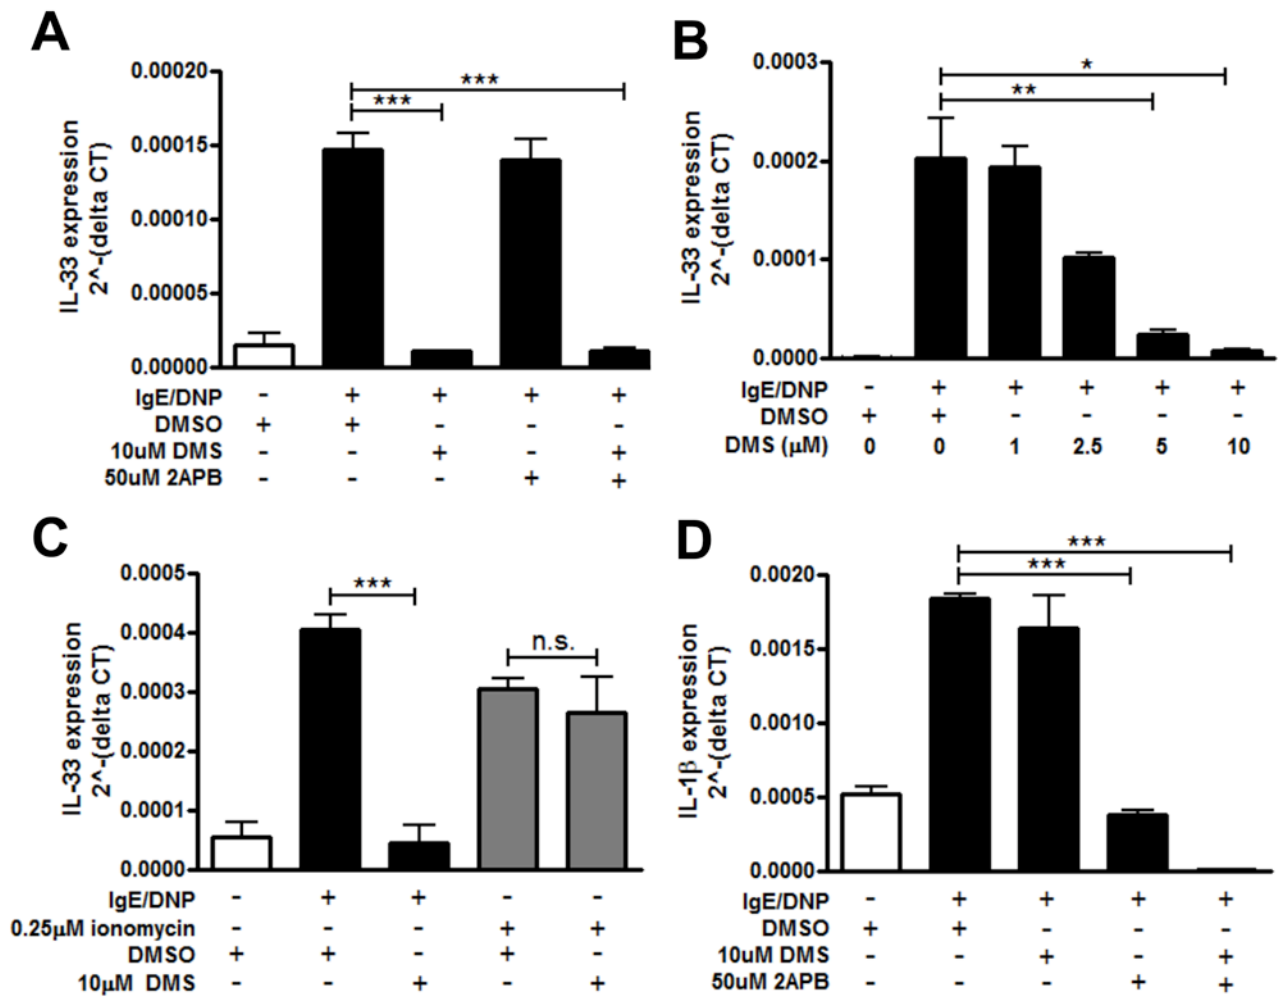 A
IL-33 expression
2^-(delta CT)
0.00020
0.00015
0.00010
0.00005
0.00000
***
***
IgE/DNP - + + + +
DMSO + + - - -
10uM DMS - - + - +
50uM 2APB - - - + +
B
IL-33 expression
2^-(delta CT)
0.0003
0.0002
0.0001
0.0000
*
**
IgE/DNP - + + + + +
DMSO + + - - - -
DMS (μM) 0 0 1 2.5 5 10
C
IL-33 expression
2^-(delta CT)
0.0005
0.0004
0.0003
0.0002
0.0001
0.0000
***
n.s.
IgE/DNP - + + - -
0.25μM ionomycin - - - + +
DMSO + + - + -
10μM DMS - - + - +
D
IL-1β expression
2^-(delta CT)
0.0020
0.0015
0.0010
0.0005
0.0000
***
***
IgE/DNP - + + + +
DMSO + + - - -
10uM DMS - - + - +
50uM 2APB - - - + +